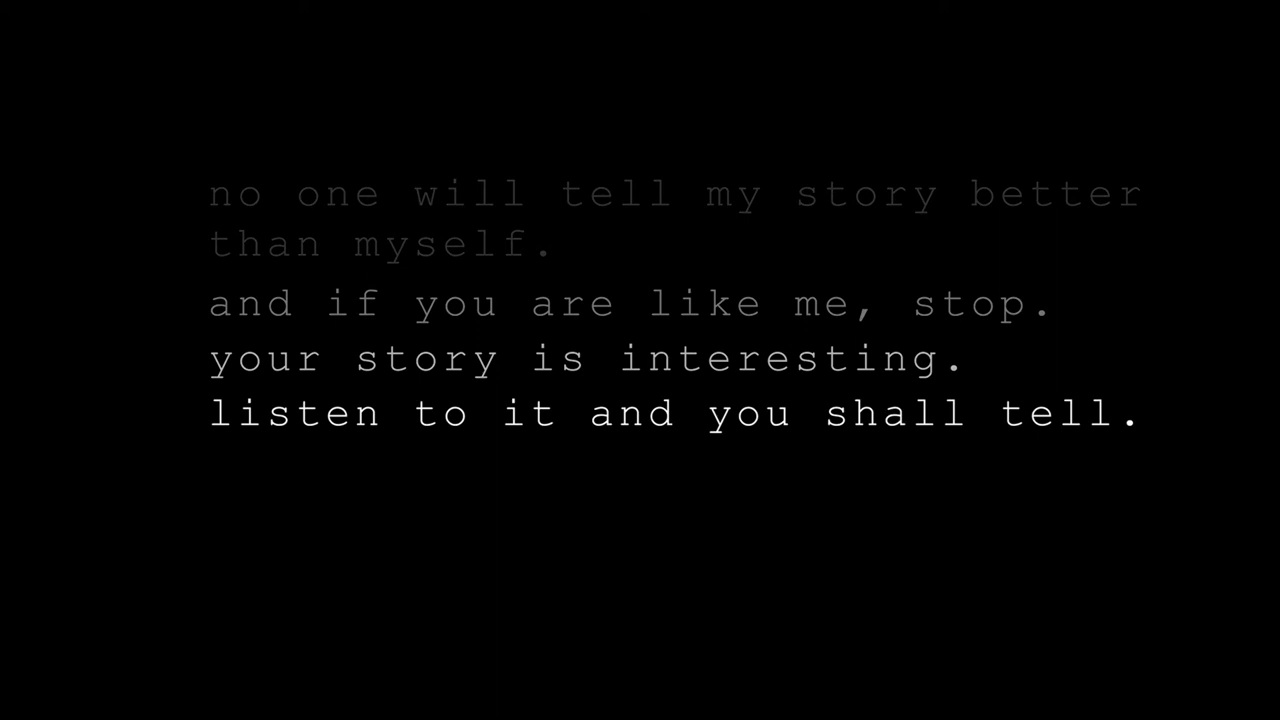 no one will tell my story better
than myself.
and if you are like me, stop.
your story is interesting.
listen to it and you shall tell.